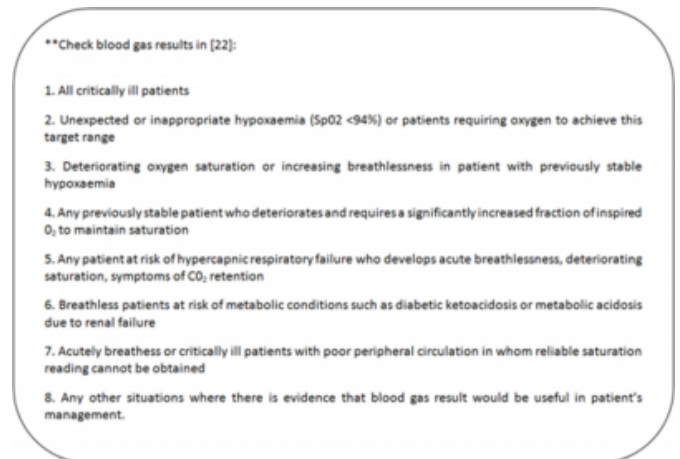 **Check blood gas results in [22]:
1. All critically ill patients
2. Unexpected or inappropriate hypoxaemia (Sp02 <94%) or patients requiring oxygen to achieve this
target range
3. Deteriorating oxygen saturation or increasing breathlessness in patient with previously stable
hypoxaemia
4. Any previously stable patient who deteriorates and requires a significantly increased fraction of inspired
0₂ to maintain saturation
5. Any patient at risk of hypercapnic respiratory failure who develops acute breathlessness, deteriorating
saturation, symptoms of CO₂ retention
6. Breathless patients at risk of metabolic conditions such as diabetic ketoacidosis or metabolic acidosis
due to renal failure
7. Acutely breathess or critically ill patients with poor peripheral circulation in whom reliable saturation
reading cannot be obtained
8. Any other situations where there is evidence that blood gas result would be useful in patient's
management.